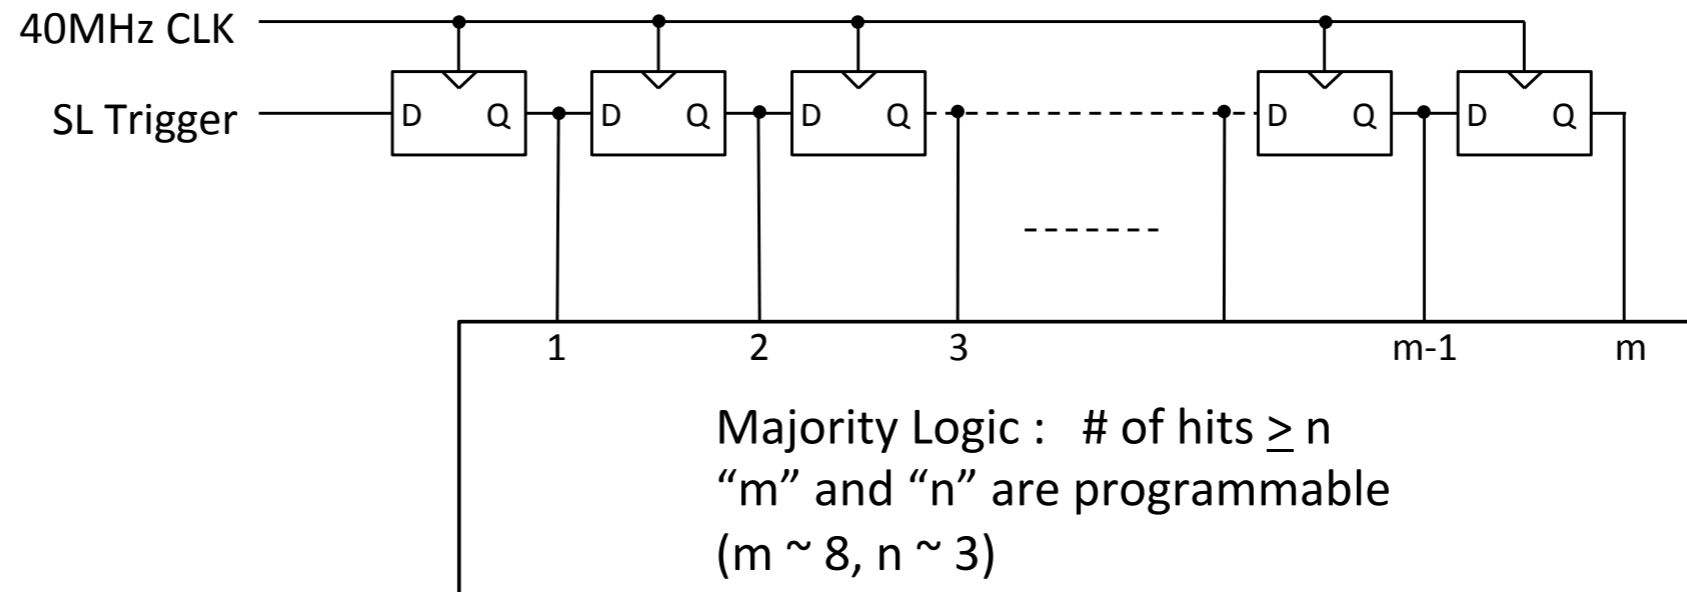 40MHz CLK
SL Trigger
D Q D Q D Q D Q D Q
1 2 3 m-1 m
Majority Logic : # of hits ≥ n
“m” and “n” are programmable
(m ~ 8, n ~ 3)